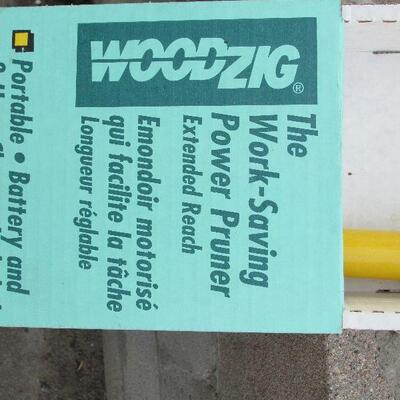 WOODZIG®
The
Work-Saving
Power Pruner
Extended Reach
Emondoir motorisé
qui facilite la tâche
Longueur réglable
Portable • Battery and